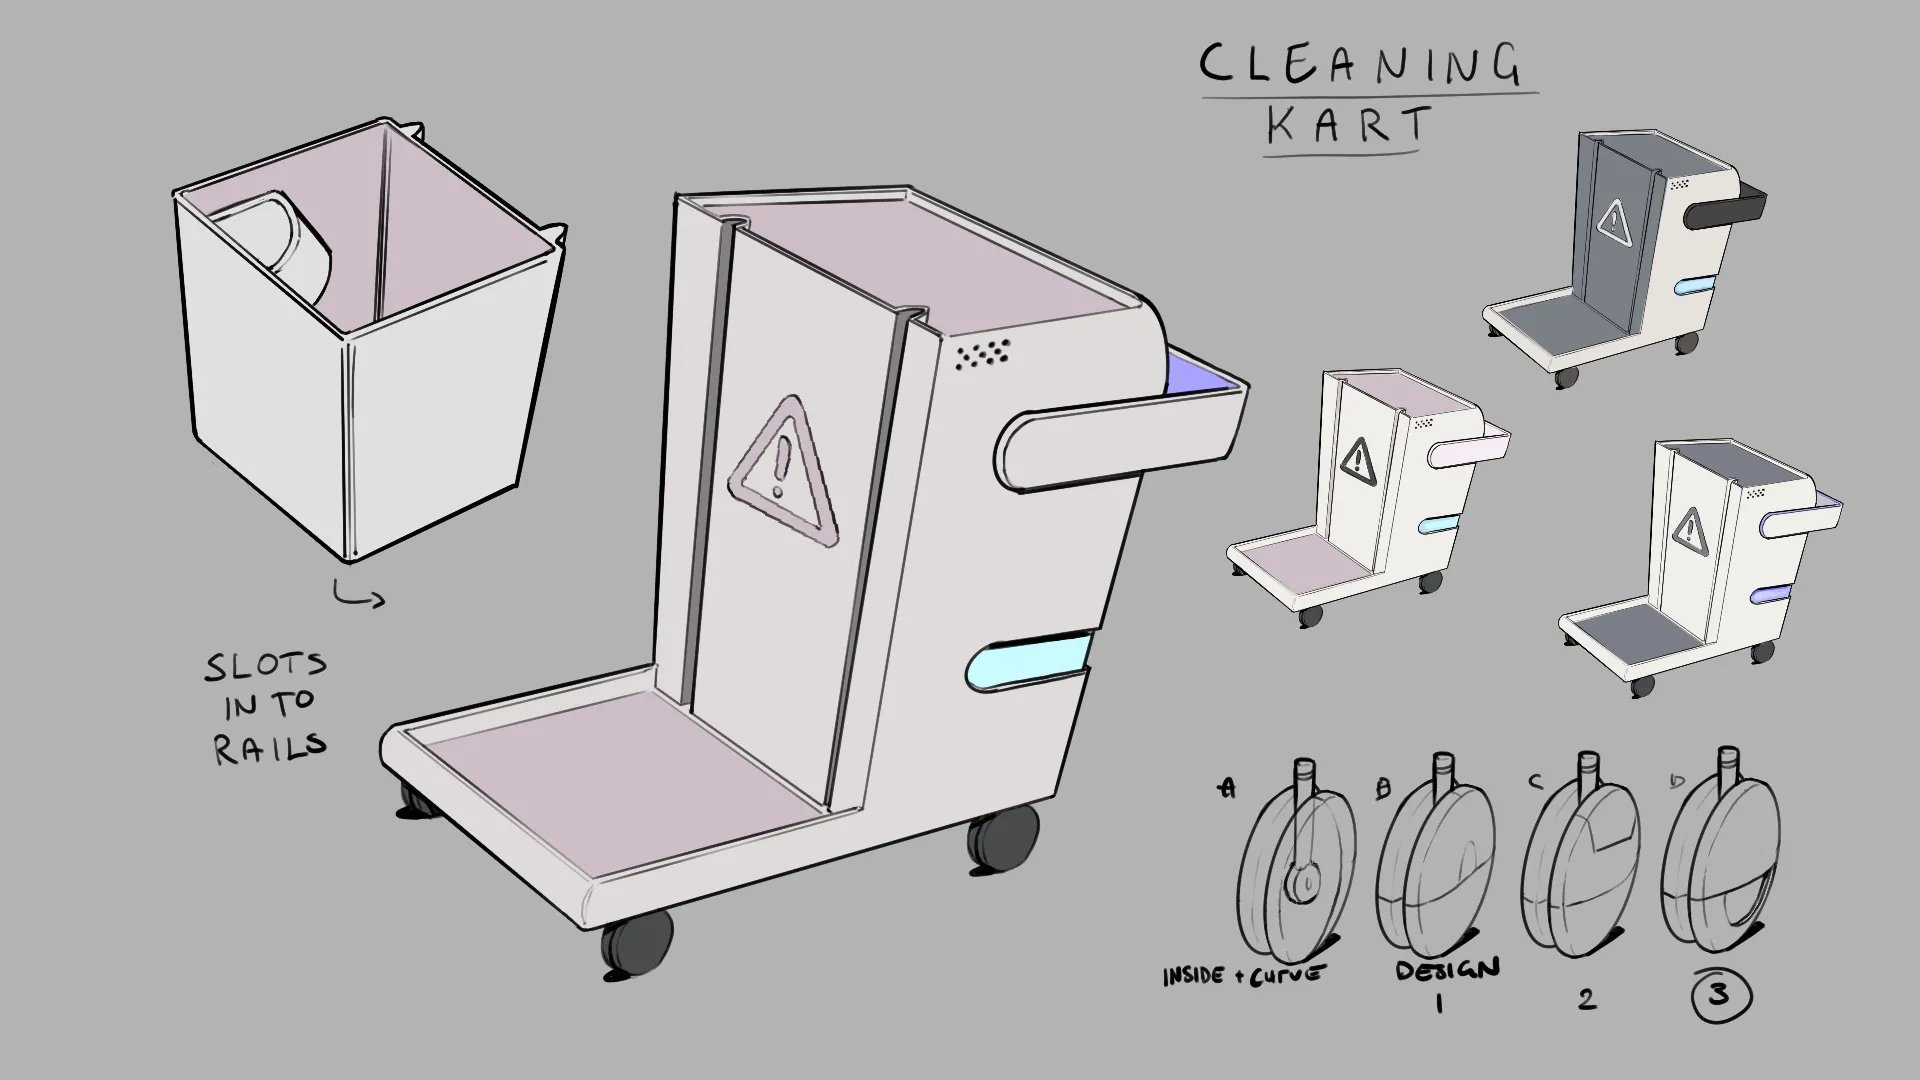 CLEANING
KART
SLOTS
IN TO
RAILS
A
B
C
D
INSIDE + CURVE
DESIGN
1
2
3